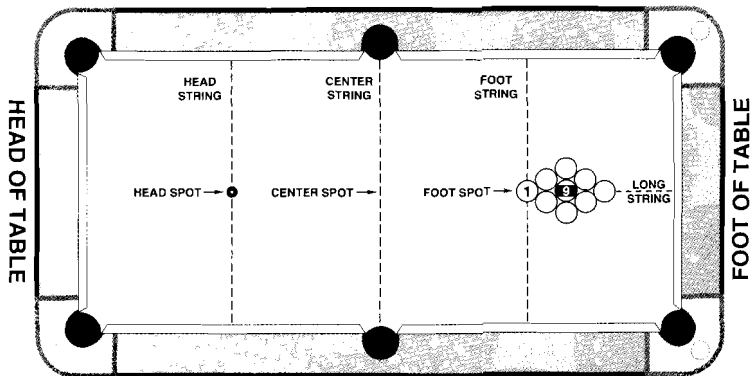 HEAD OF TABLE
HEAD
STRING
CENTER
STRING
FOOT
STRING
HEAD SPOT
CENTER SPOT
FOOT SPOT
1
9
LONG
STRING
FOOT OF TABLE